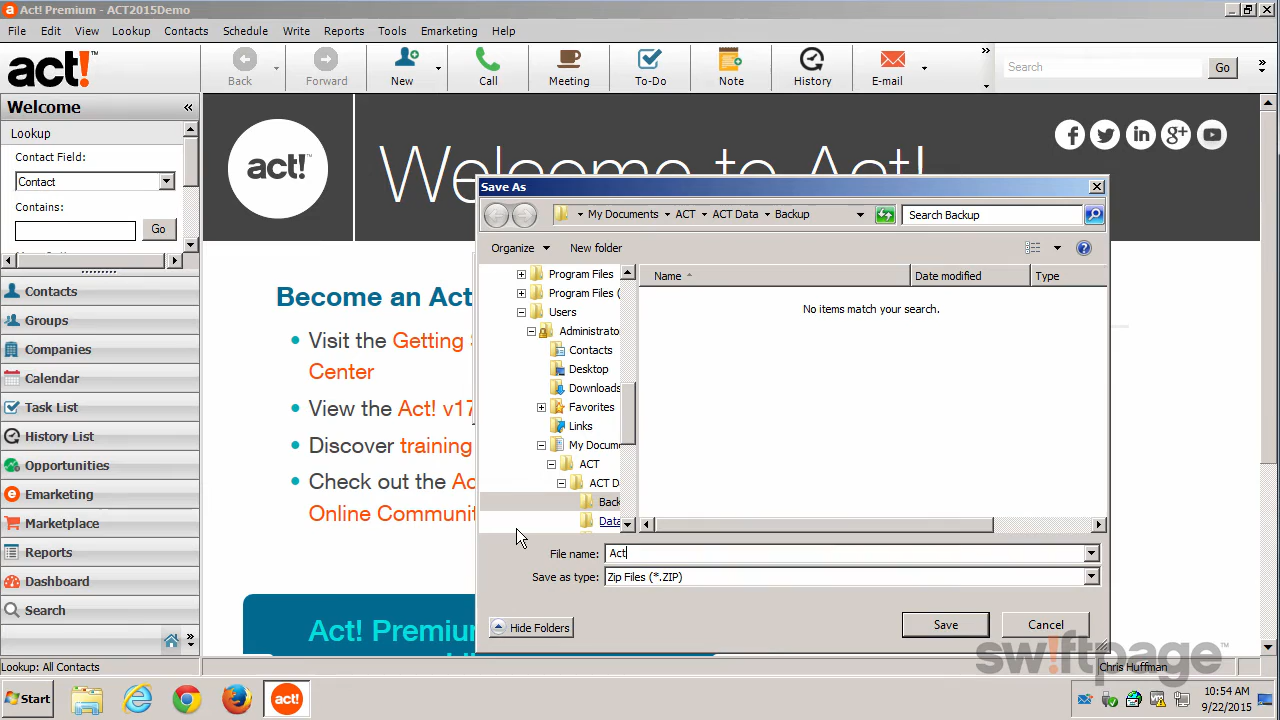 Act! Premium - ACT2015Demo
File Edit View Lookup Contacts Schedule Write Reports Tools Emarketing Help
act!
Back
Forward
New
Call
Meeting
To-Do
Note
History
E-mail
Search
Go
Welcome
Lookup
Contact Field:
Contact
Contains:
Go
Contacts
Groups
Companies
Calendar
Task List
History List
Opportunities
Emarketing
Marketplace
Reports
Dashboard
Search
act!
Welcome to Act!
Become an Act
Visit the Getting
Center
View the Act! v17
Discover training
Check out the
Online Communit
Act! Premium
Save As
My Documents ACT ACT Data Backup
Search Backup
Organize New folder
Program Files
Program Files (
Users
Administrato
Contacts
Desktop
Downloads
Favorites
Links
My Docum
ACT
ACT D
Back
Data
Name Date modified Type
No items match your search.
File name: Act
Save as type: Zip Files (*.ZIP)
Hide Folders
Save
Cancel
sw!ftpage
Lookup: All Contacts
Chris Huffman
Start
act!
10:54 AM
9/22/2015